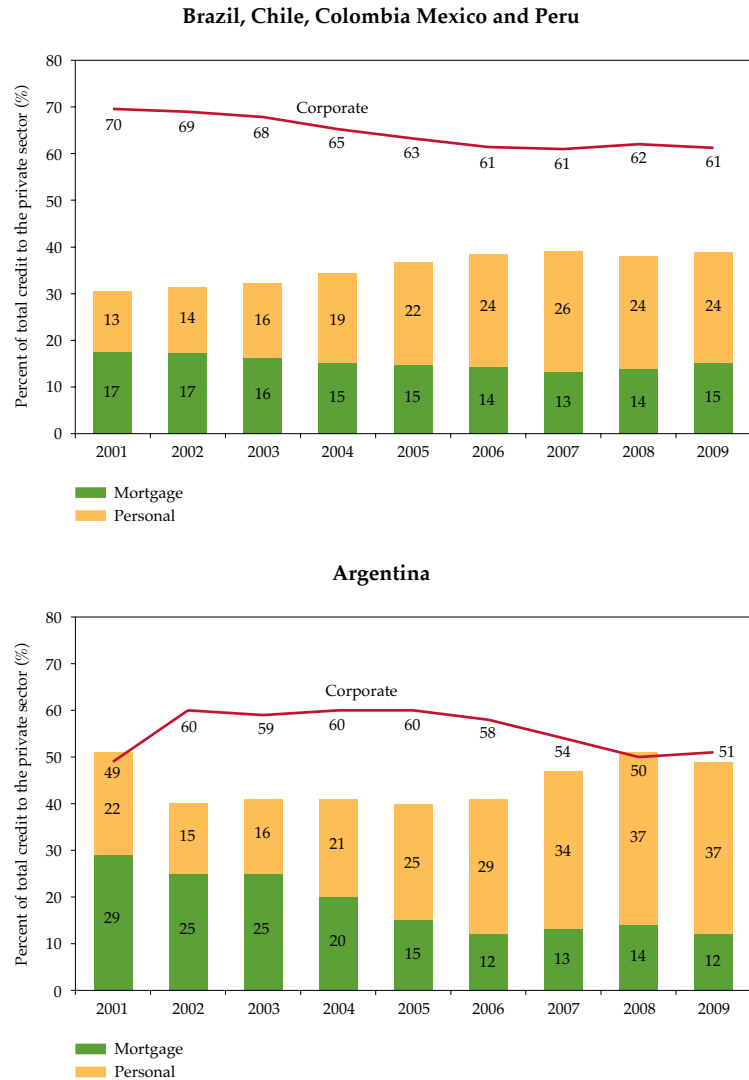 Brazil, Chile, Colombia Mexico and Peru
Percent of total credit to the private sector (%)
80
70
60
50
40
30
20
10
0
Corporate
70 69 68 65 63 61 61 62 61
13 14 16 19 22 24 26 24 24
17 17 16 15 15 14 13 14 15
2001 2002 2003 2004 2005 2006 2007 2008 2009
Mortgage
Personal
Argentina
Percent of total credit to the private sector (%)
80
70
60
50
40
30
20
10
0
Corporate
49 60 59 60 60 58 54 50 51
22 15 16 21 25 29 34 37 37
29 25 25 20 15 12 13 14 12
2001 2002 2003 2004 2005 2006 2007 2008 2009
Mortgage
Personal